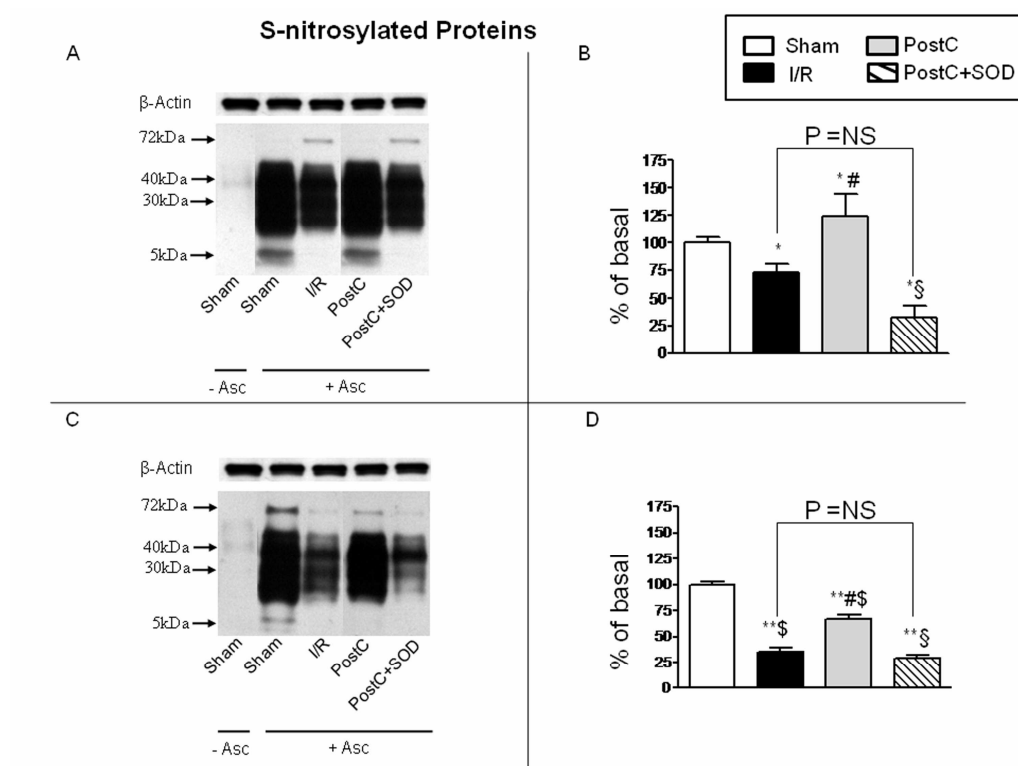 S-nitrosylated Proteins
Sham
PostC
I/R
PostC+SOD
A
β-Actin
72kDa
40kDa
30kDa
5kDa
Sham
Sham
I/R
PostC
PostC+SOD
- Asc
+ Asc
B
P =NS
% of basal
175
150
125
100
75
50
25
0
*
*#
*§
C
β-Actin
72kDa
40kDa
30kDa
5kDa
Sham
Sham
I/R
PostC
PostC+SOD
- Asc
+ Asc
D
P =NS
% of basal
175
150
125
100
75
50
25
0
**$
**#$
**§